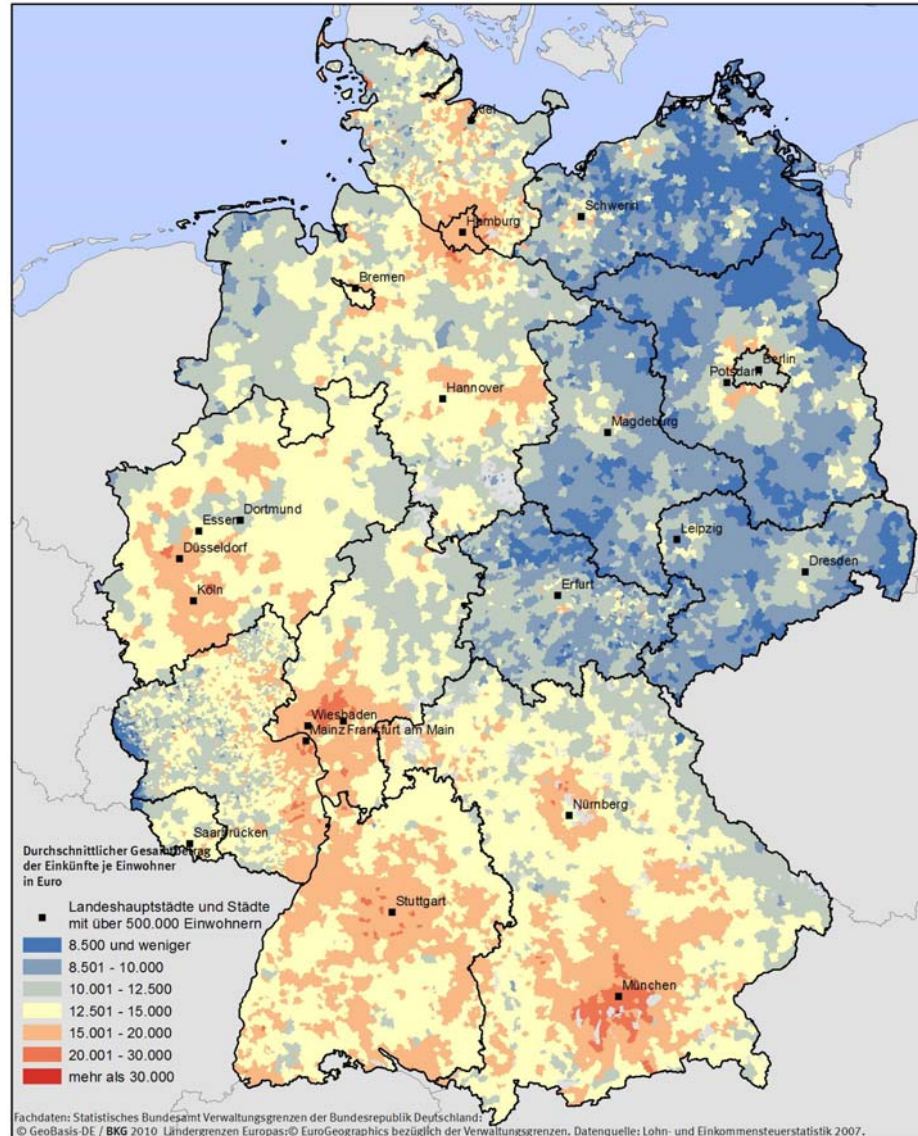 Kiel
Schwerin
Hamburg
Bremen
Berlin
Potsdam
Hannover
Magdeburg
Dortmund
Essen
Leipzig
Düsseldorf
Dresden
Köln
Erfurt
Wiesbaden
Mainz Frankfurt am Main
Nürnberg
Saarbrücken
Stuttgart
München
Durchschnittlicher Gesamtbetrag
der Einkünfte je Einwohner
in Euro
Landeshauptstädte und Städte
mit über 500.000 Einwohnern
8.500 und weniger
8.501 - 10.000
10.001 - 12.500
12.501 - 15.000
15.001 - 20.000
20.001 - 30.000
mehr als 30.000
Fachdaten: Statistisches Bundesamt Verwaltungsgrenzen der Bundesrepublik Deutschland:
© GeoBasis-DE / BKG 2010 Ländergrenzen Europas:© EuroGeographics bezüglich der Verwaltungsgrenzen. Datenquelle: Lohn- und Einkommensteuerstatistik 2007.